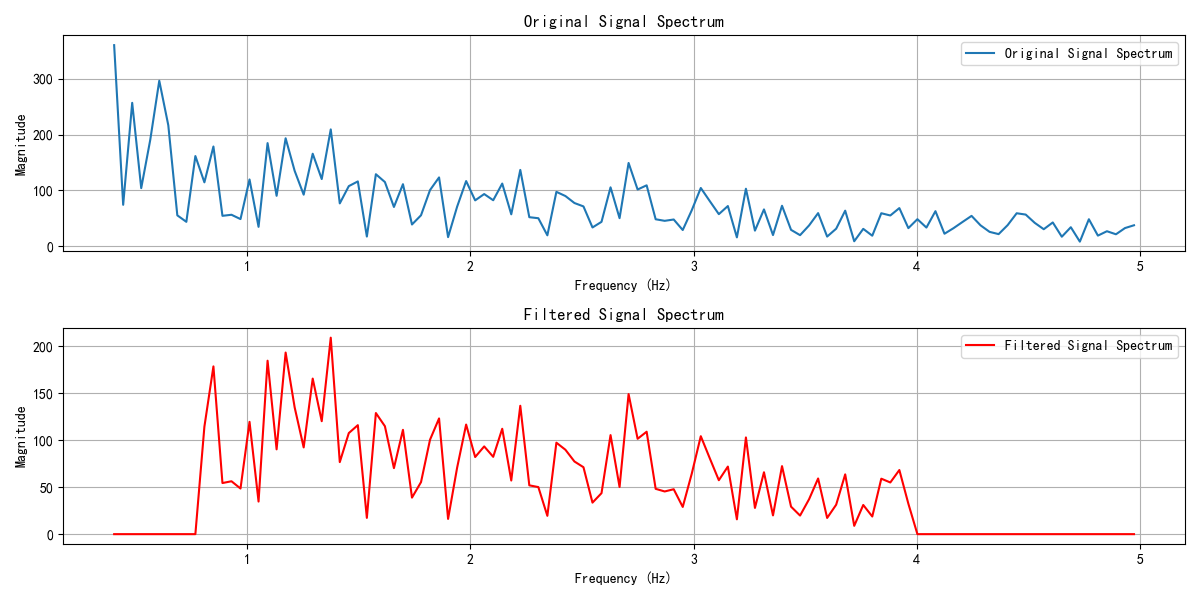 Original Signal Spectrum
Original Signal Spectrum
300
200
100
0
Magnitude
1 2 3 4 5
Frequency (Hz)
Filtered Signal Spectrum
Filtered Signal Spectrum
200
150
100
50
0
Magnitude
1 2 3 4 5
Frequency (Hz)